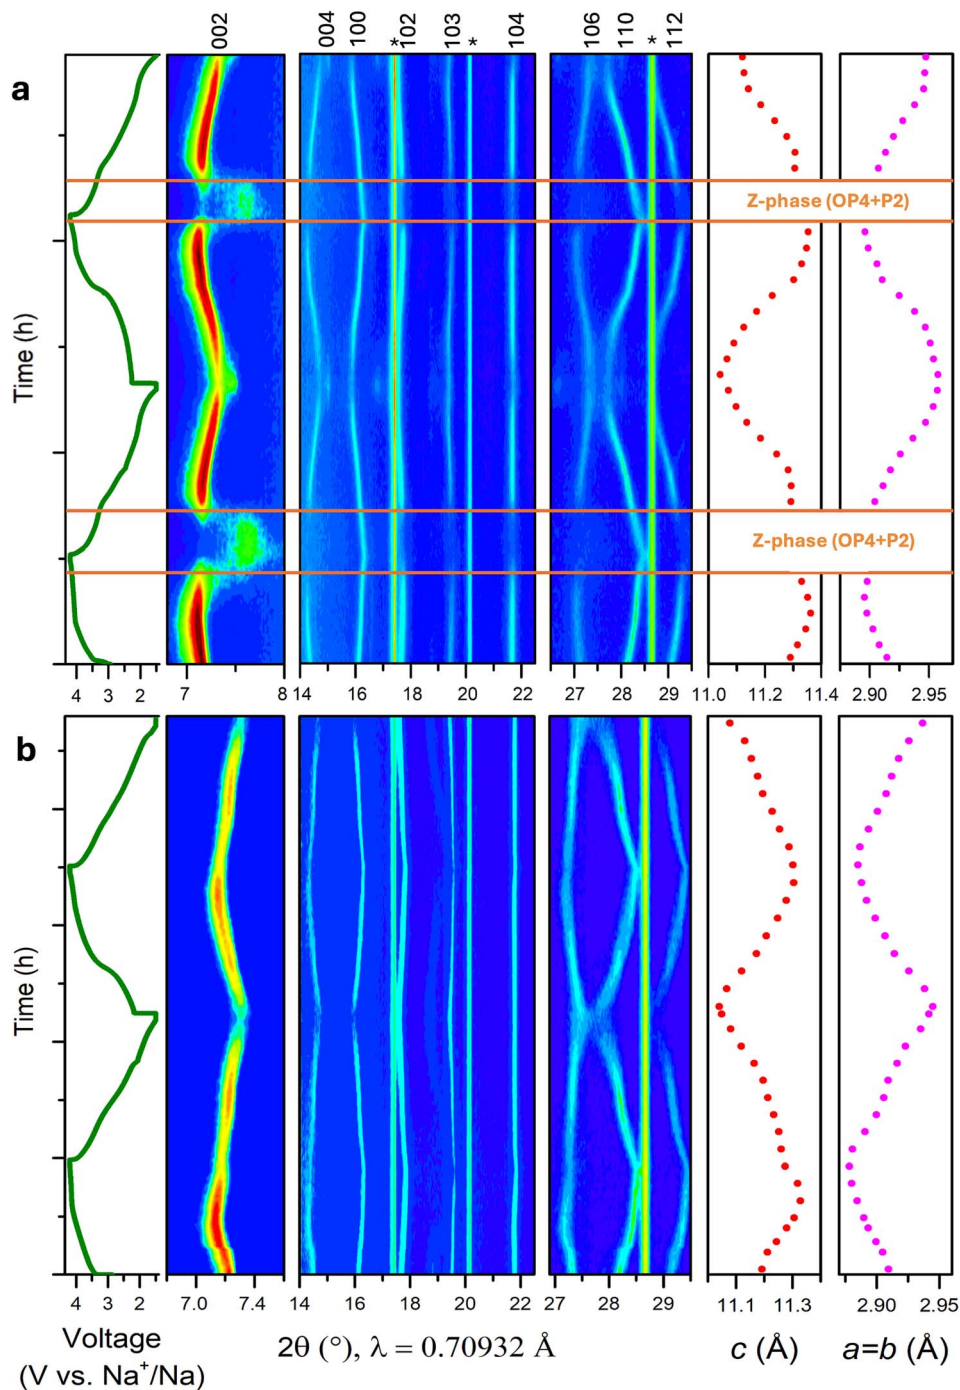 002
004
100
*
102
103
*
104
106
110
*
112
a
Z-phase (OP4+P2)
Z-phase (OP4+P2)
Time (h)
4 3 2
7 8
14 16 18 20 22
27 28 29
11.0 11.2 11.4
2.90 2.95
b
Time (h)
4 3 2
7.0 7.4
14 16 18 20 22
27 28 29
11.1 11.3
2.90 2.95
Voltage
(V vs. Na⁺/Na)
2θ (°), λ = 0.70932 Å
c (Å)
a=b (Å)